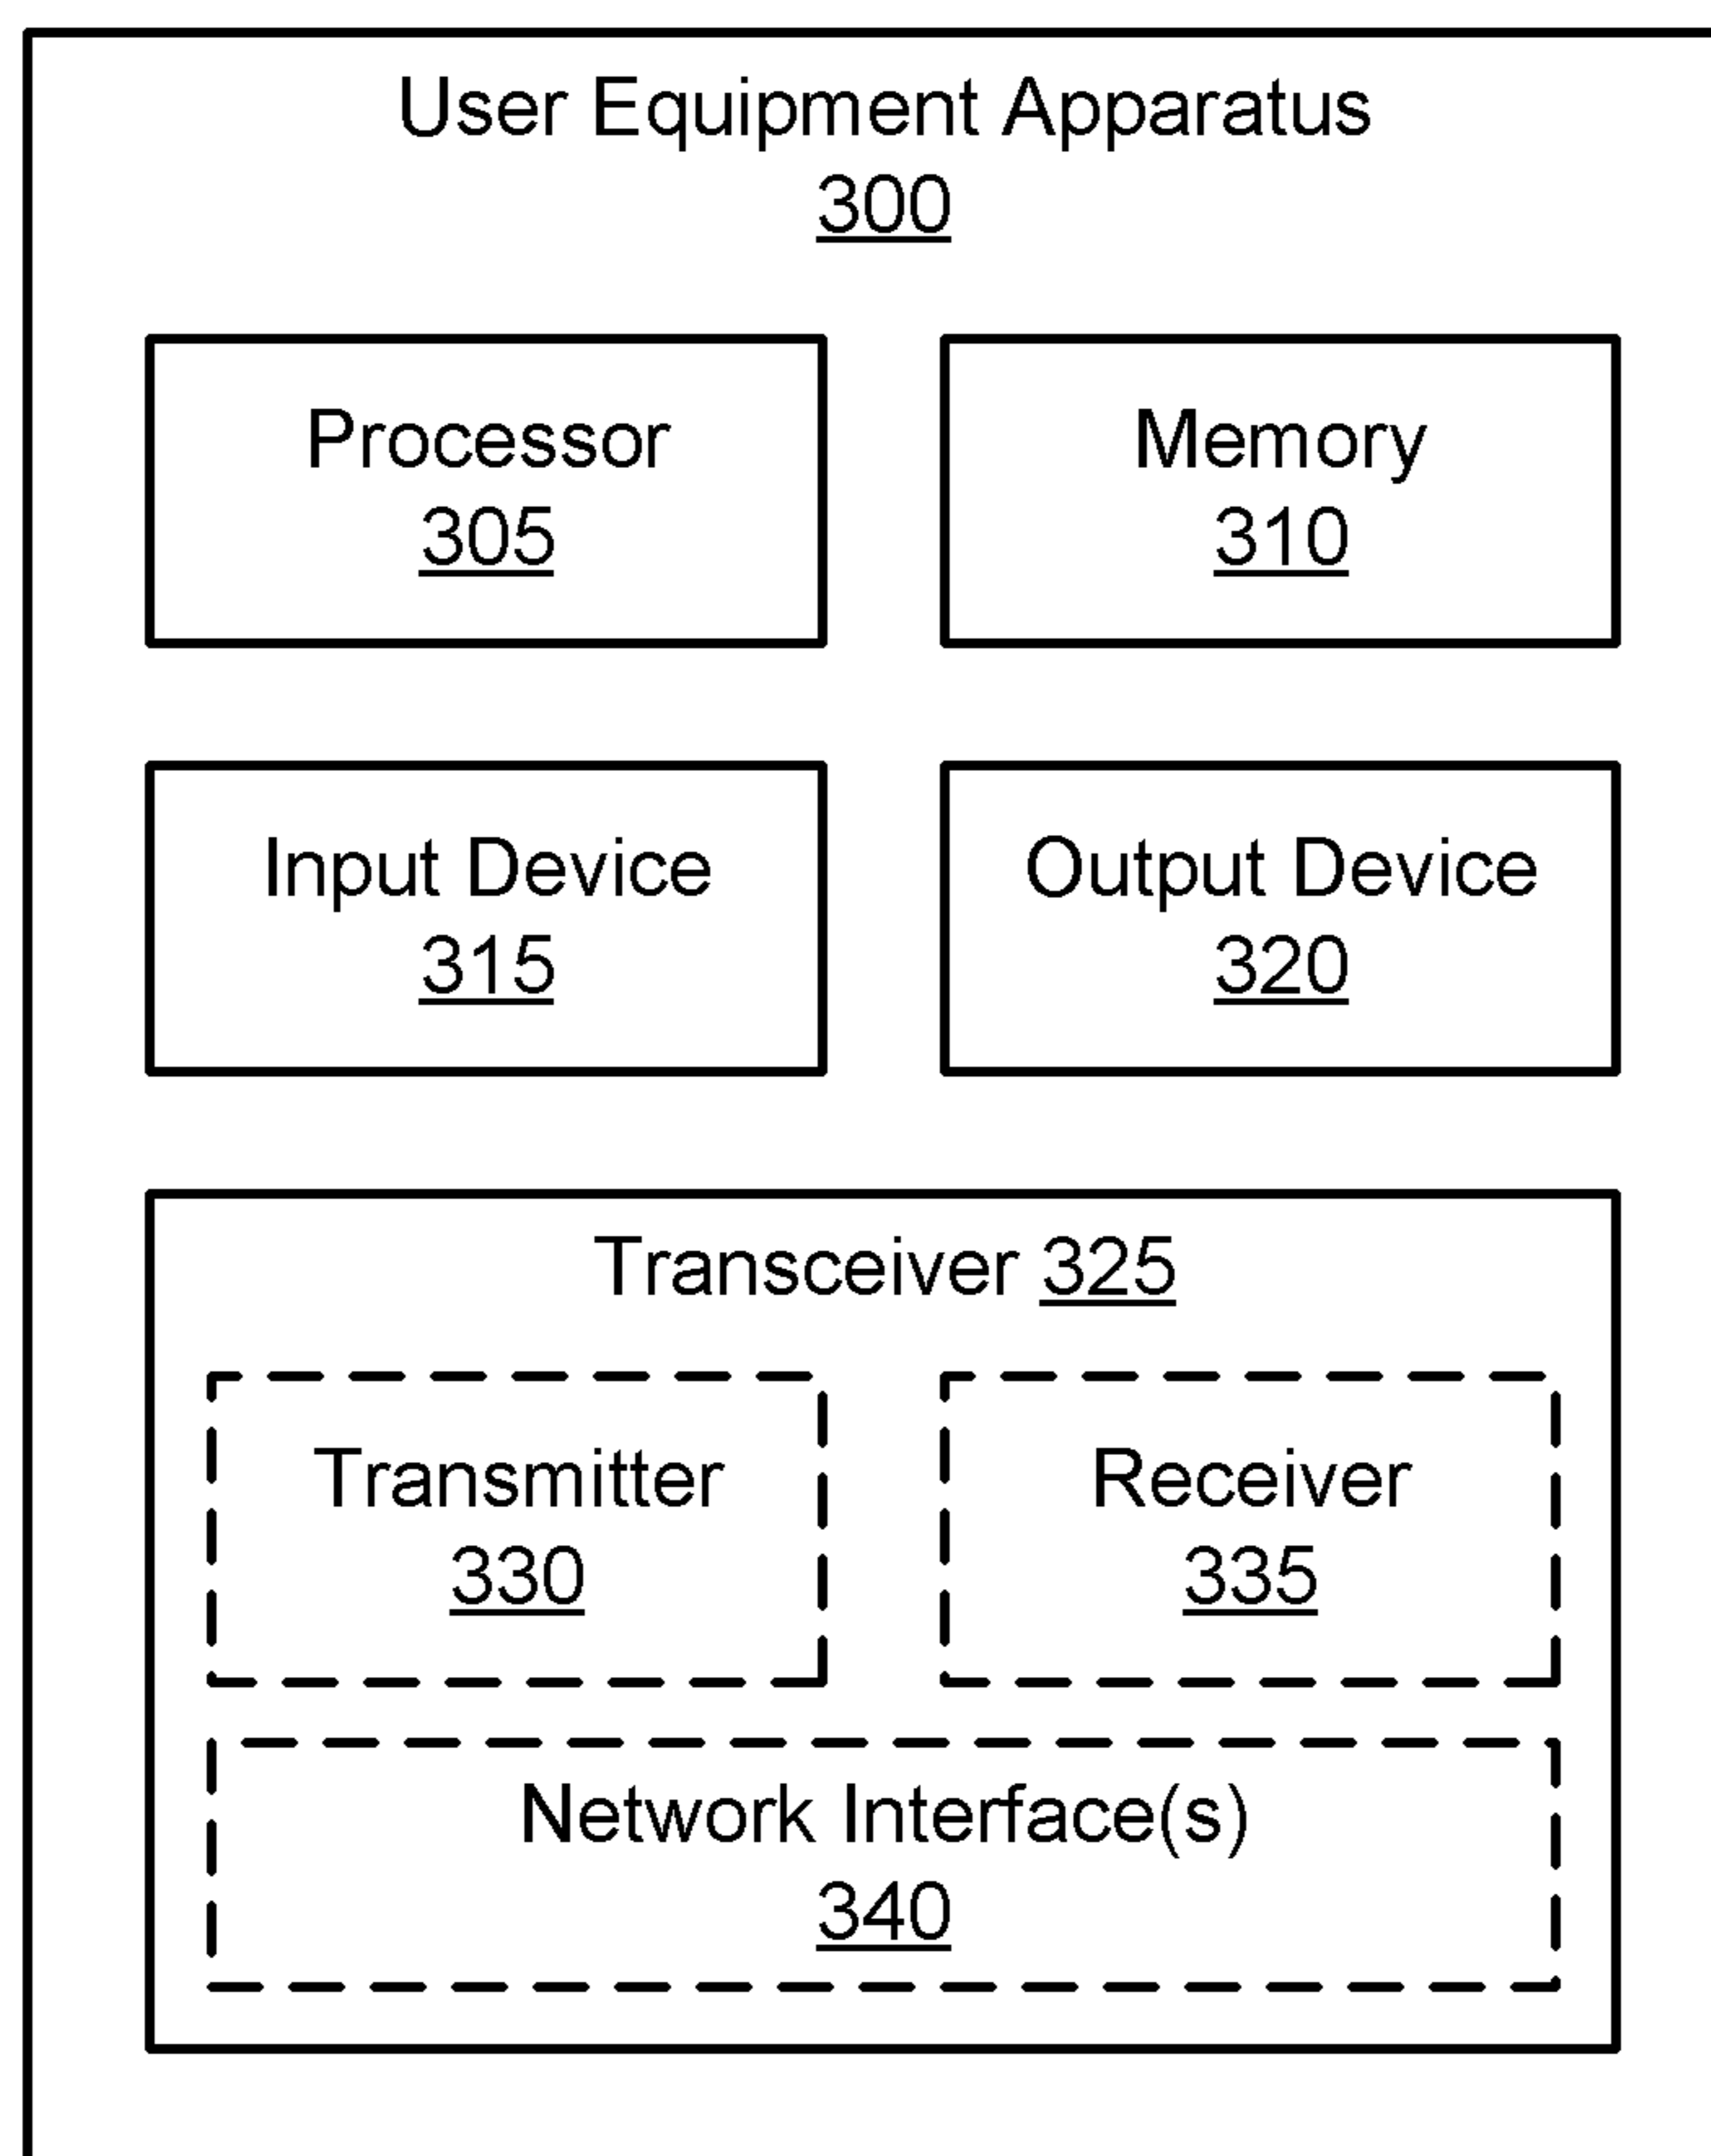 User Equipment Apparatus
300
Processor
305
Memory
310
Input Device
315
Output Device
320
Transceiver 325
Transmitter
330
Receiver
335
Network Interface(s)
340